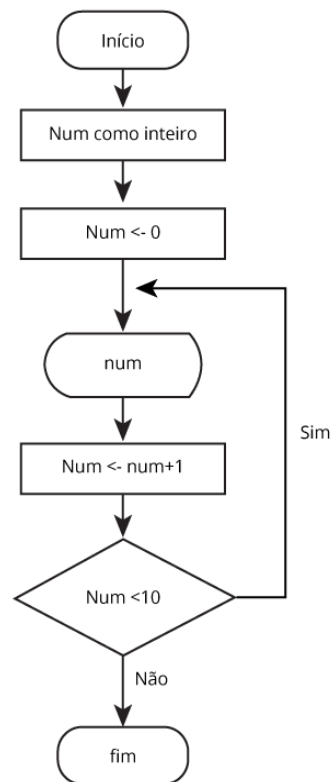 Início
Num como inteiro
Num <- 0
num
Num <- num+1
Sim
Num <10
Não
fim